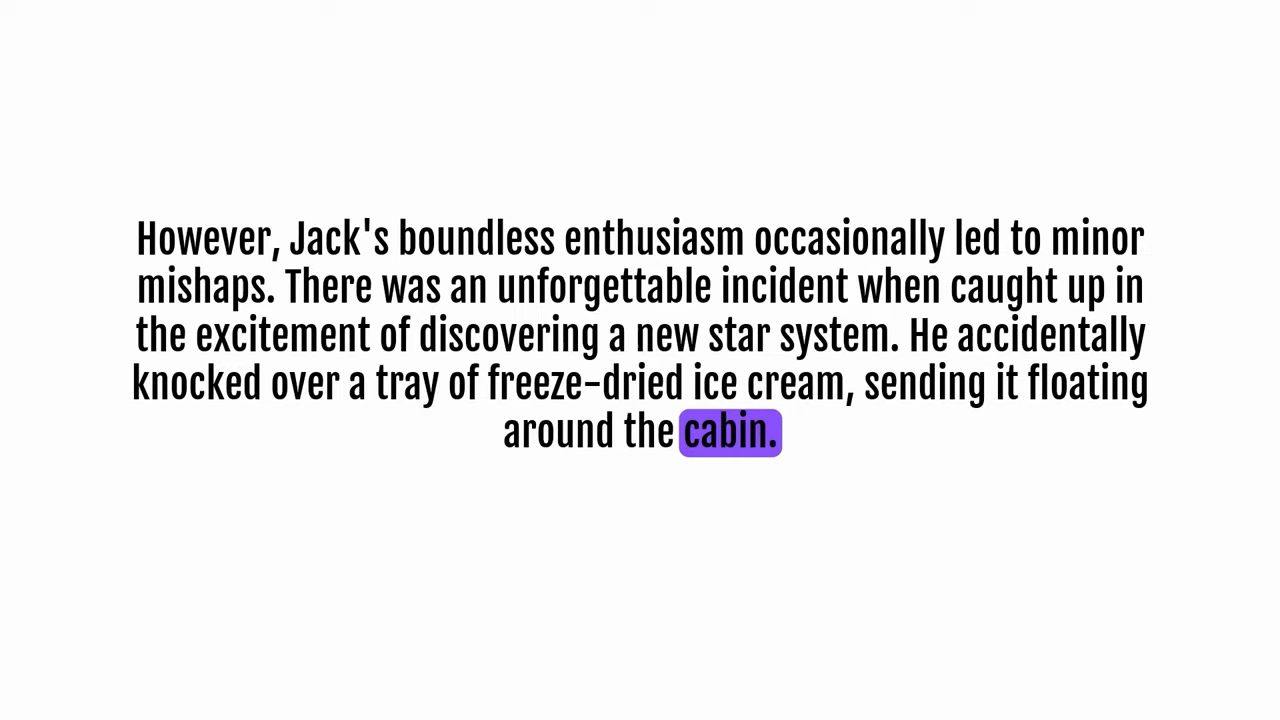 However, Jack's boundless enthusiasm occasionally led to minor
mishaps. There was an unforgettable incident when caught up in
the excitement of discovering a new star system. He accidentally
knocked over a tray of freeze-dried ice cream, sending it floating
around the cabin.